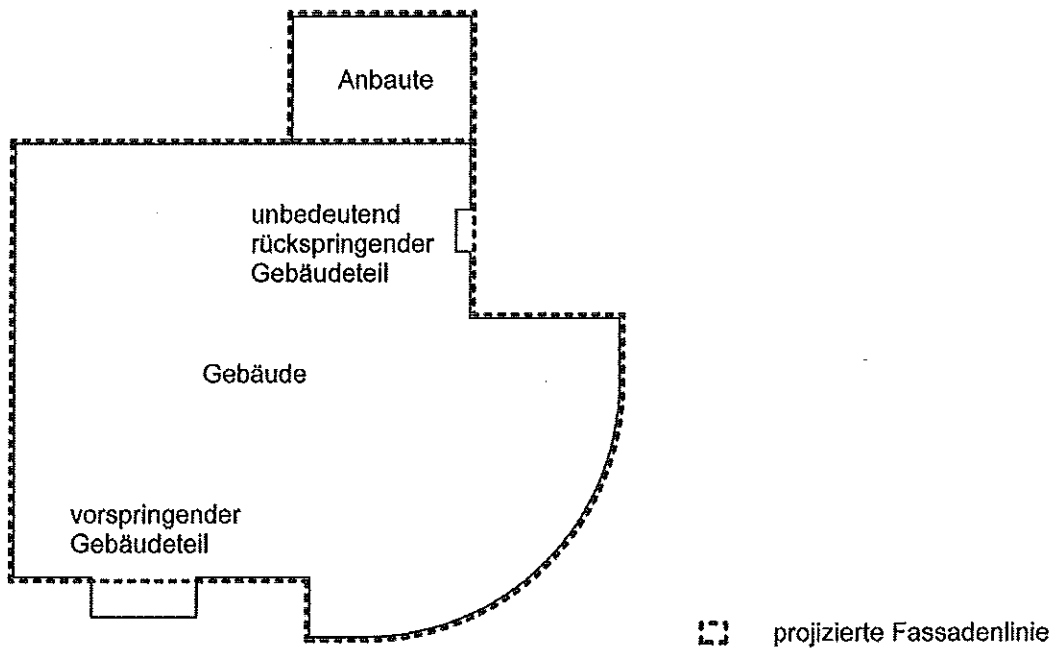 Anbaute
unbedeutend
rückspringender
Gebäudeteil
Gebäude
vorspringender
Gebäudeteil
projizierte Fassadenlinie